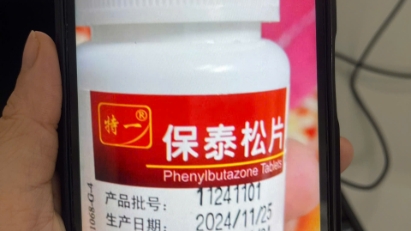 特一®
保泰松片
Phenylbutazone Tablets
产品批号: 11241101
生产日期: 2024/11/25